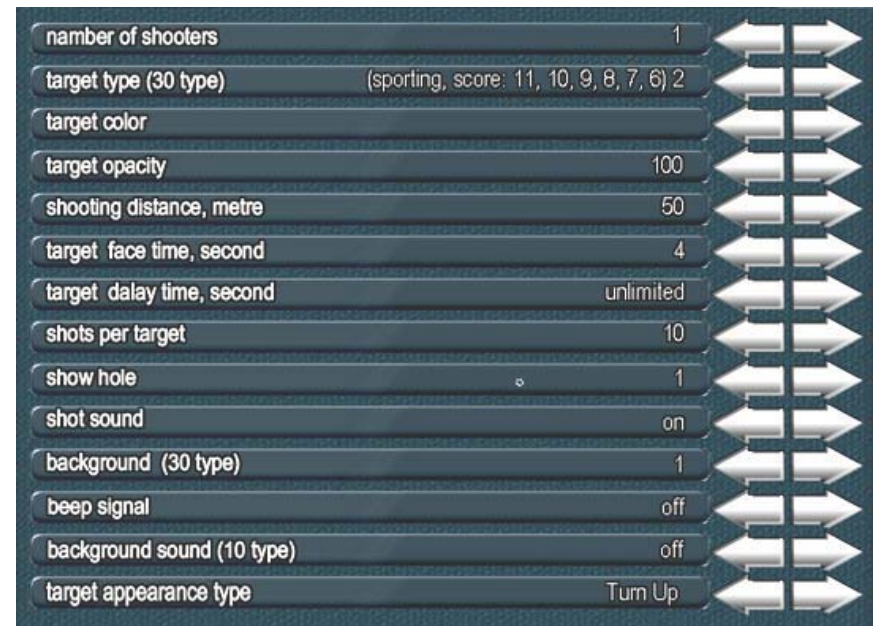 namber of shooters 1
target type (30 type) (sporting, score: 11, 10, 9, 8, 7, 6) 2
target color
target opacity 100
shooting distance, metre 50
target face time, second 4
target dalay time, second unlimited
shots per target 10
show hole 1
shot sound on
background (30 type) 1
beep signal off
background sound (10 type) off
target appearance type Turn Up